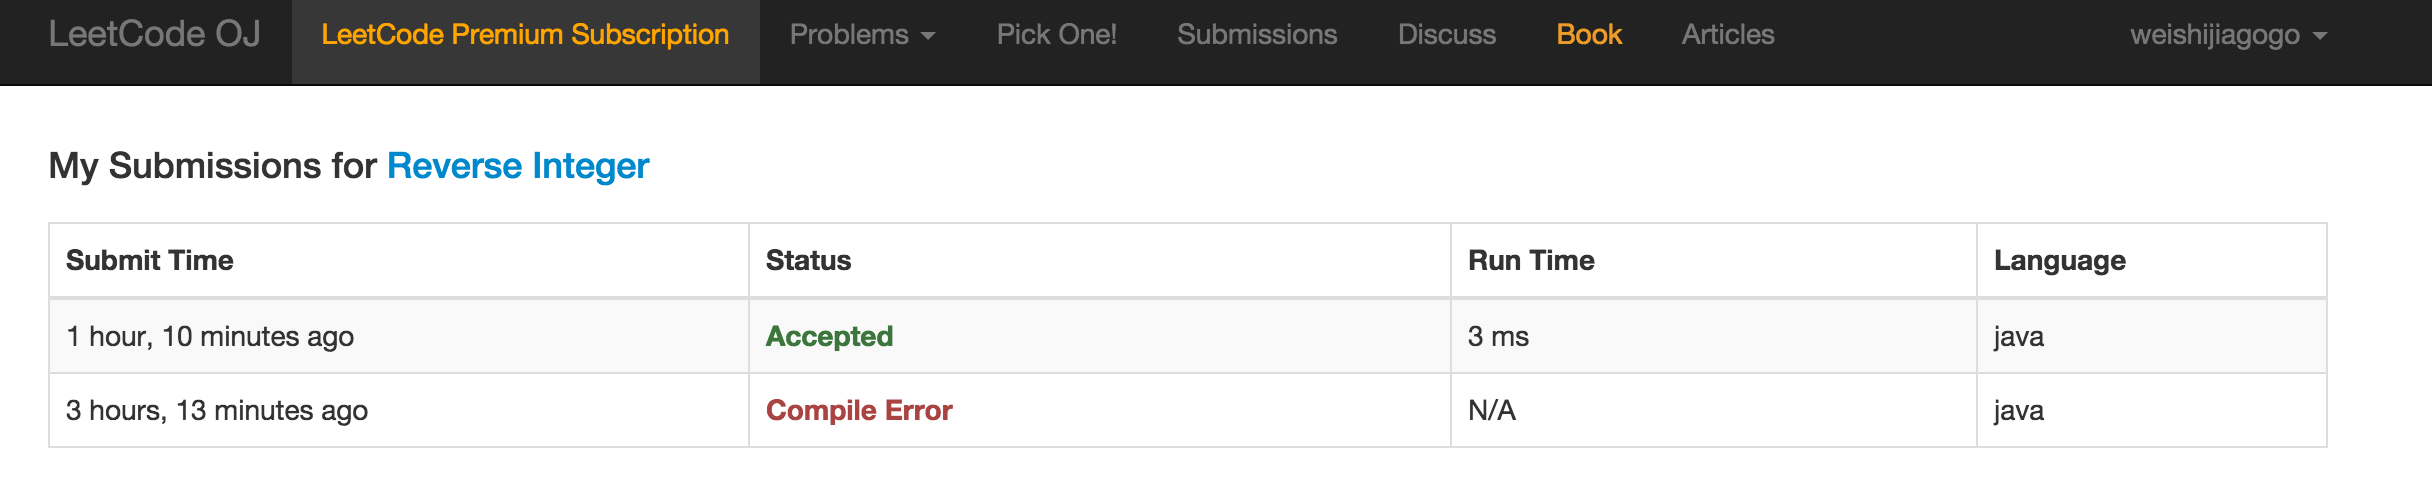 LeetCode OJ LeetCode Premium Subscription Problems Pick One! Submissions Discuss Book Articles weishijiagogo
My Submissions for Reverse Integer
Submit Time Status Run Time Language
1 hour, 10 minutes ago Accepted 3 ms java
3 hours, 13 minutes ago Compile Error N/A java